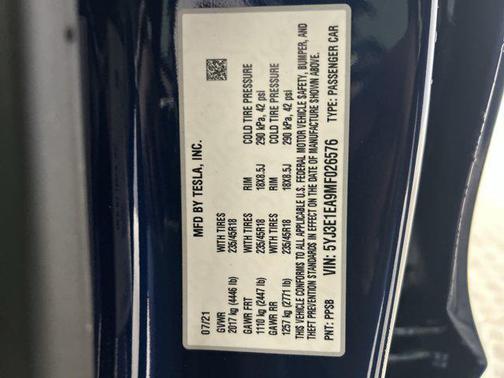 MFD BY TESLA, INC.
07/21
GVWR
2017 kg (4446 lb)
WITH TIRES
235/45R18
RIM
18X8.5J
COLD TIRE PRESSURE
290 kPa, 42 psi
GAWR FRT
1110 kg (2447 lb)
WITH TIRES
235/45R18
RIM
18X8.5J
COLD TIRE PRESSURE
290 kPa, 42 psi
GAWR RR
1257 kg (2771 lb)
THIS VEHICLE CONFORMS TO ALL APPLICABLE U.S. FEDERAL MOTOR VEHICLE SAFETY, BUMPER, AND
THEFT PREVENTION STANDARDS IN EFFECT ON THE DATE OF MANUFACTURE SHOWN ABOVE.
VIN: 5YJ3E1EA9MF026576
PNT: PPSB
TYPE: PASSENGER CAR